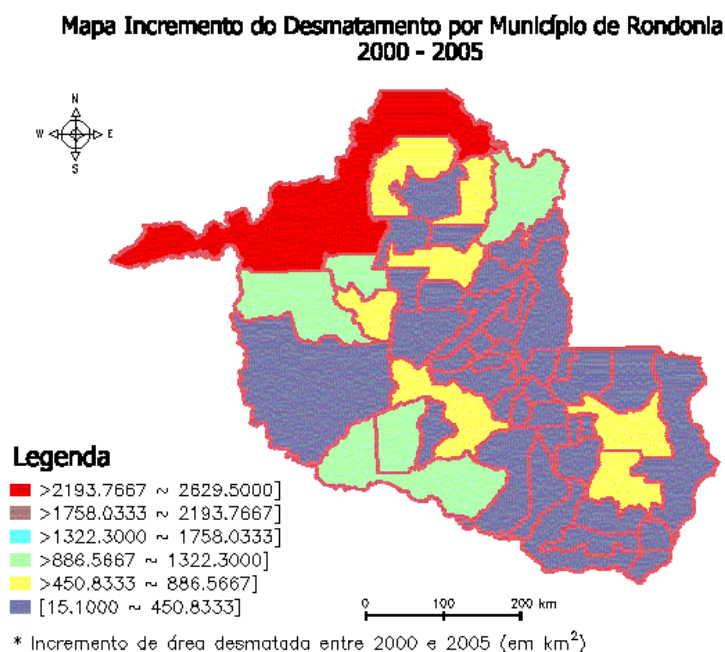 Mapa Incremento do Desmatamento por Município de Rondonia
2000 - 2005
N
W E
S
Legenda
>2193.7667 ~ 2629.5000]
>1758.0333 ~ 2193.7667]
>1322.3000 ~ 1758.0333]
>886.5667 ~ 1322.3000]
>450.8333 ~ 886.5667]
[15.1000 ~ 450.8333]
0 100 200 km
* Incremento de área desmatada entre 2000 e 2005 (em km²)